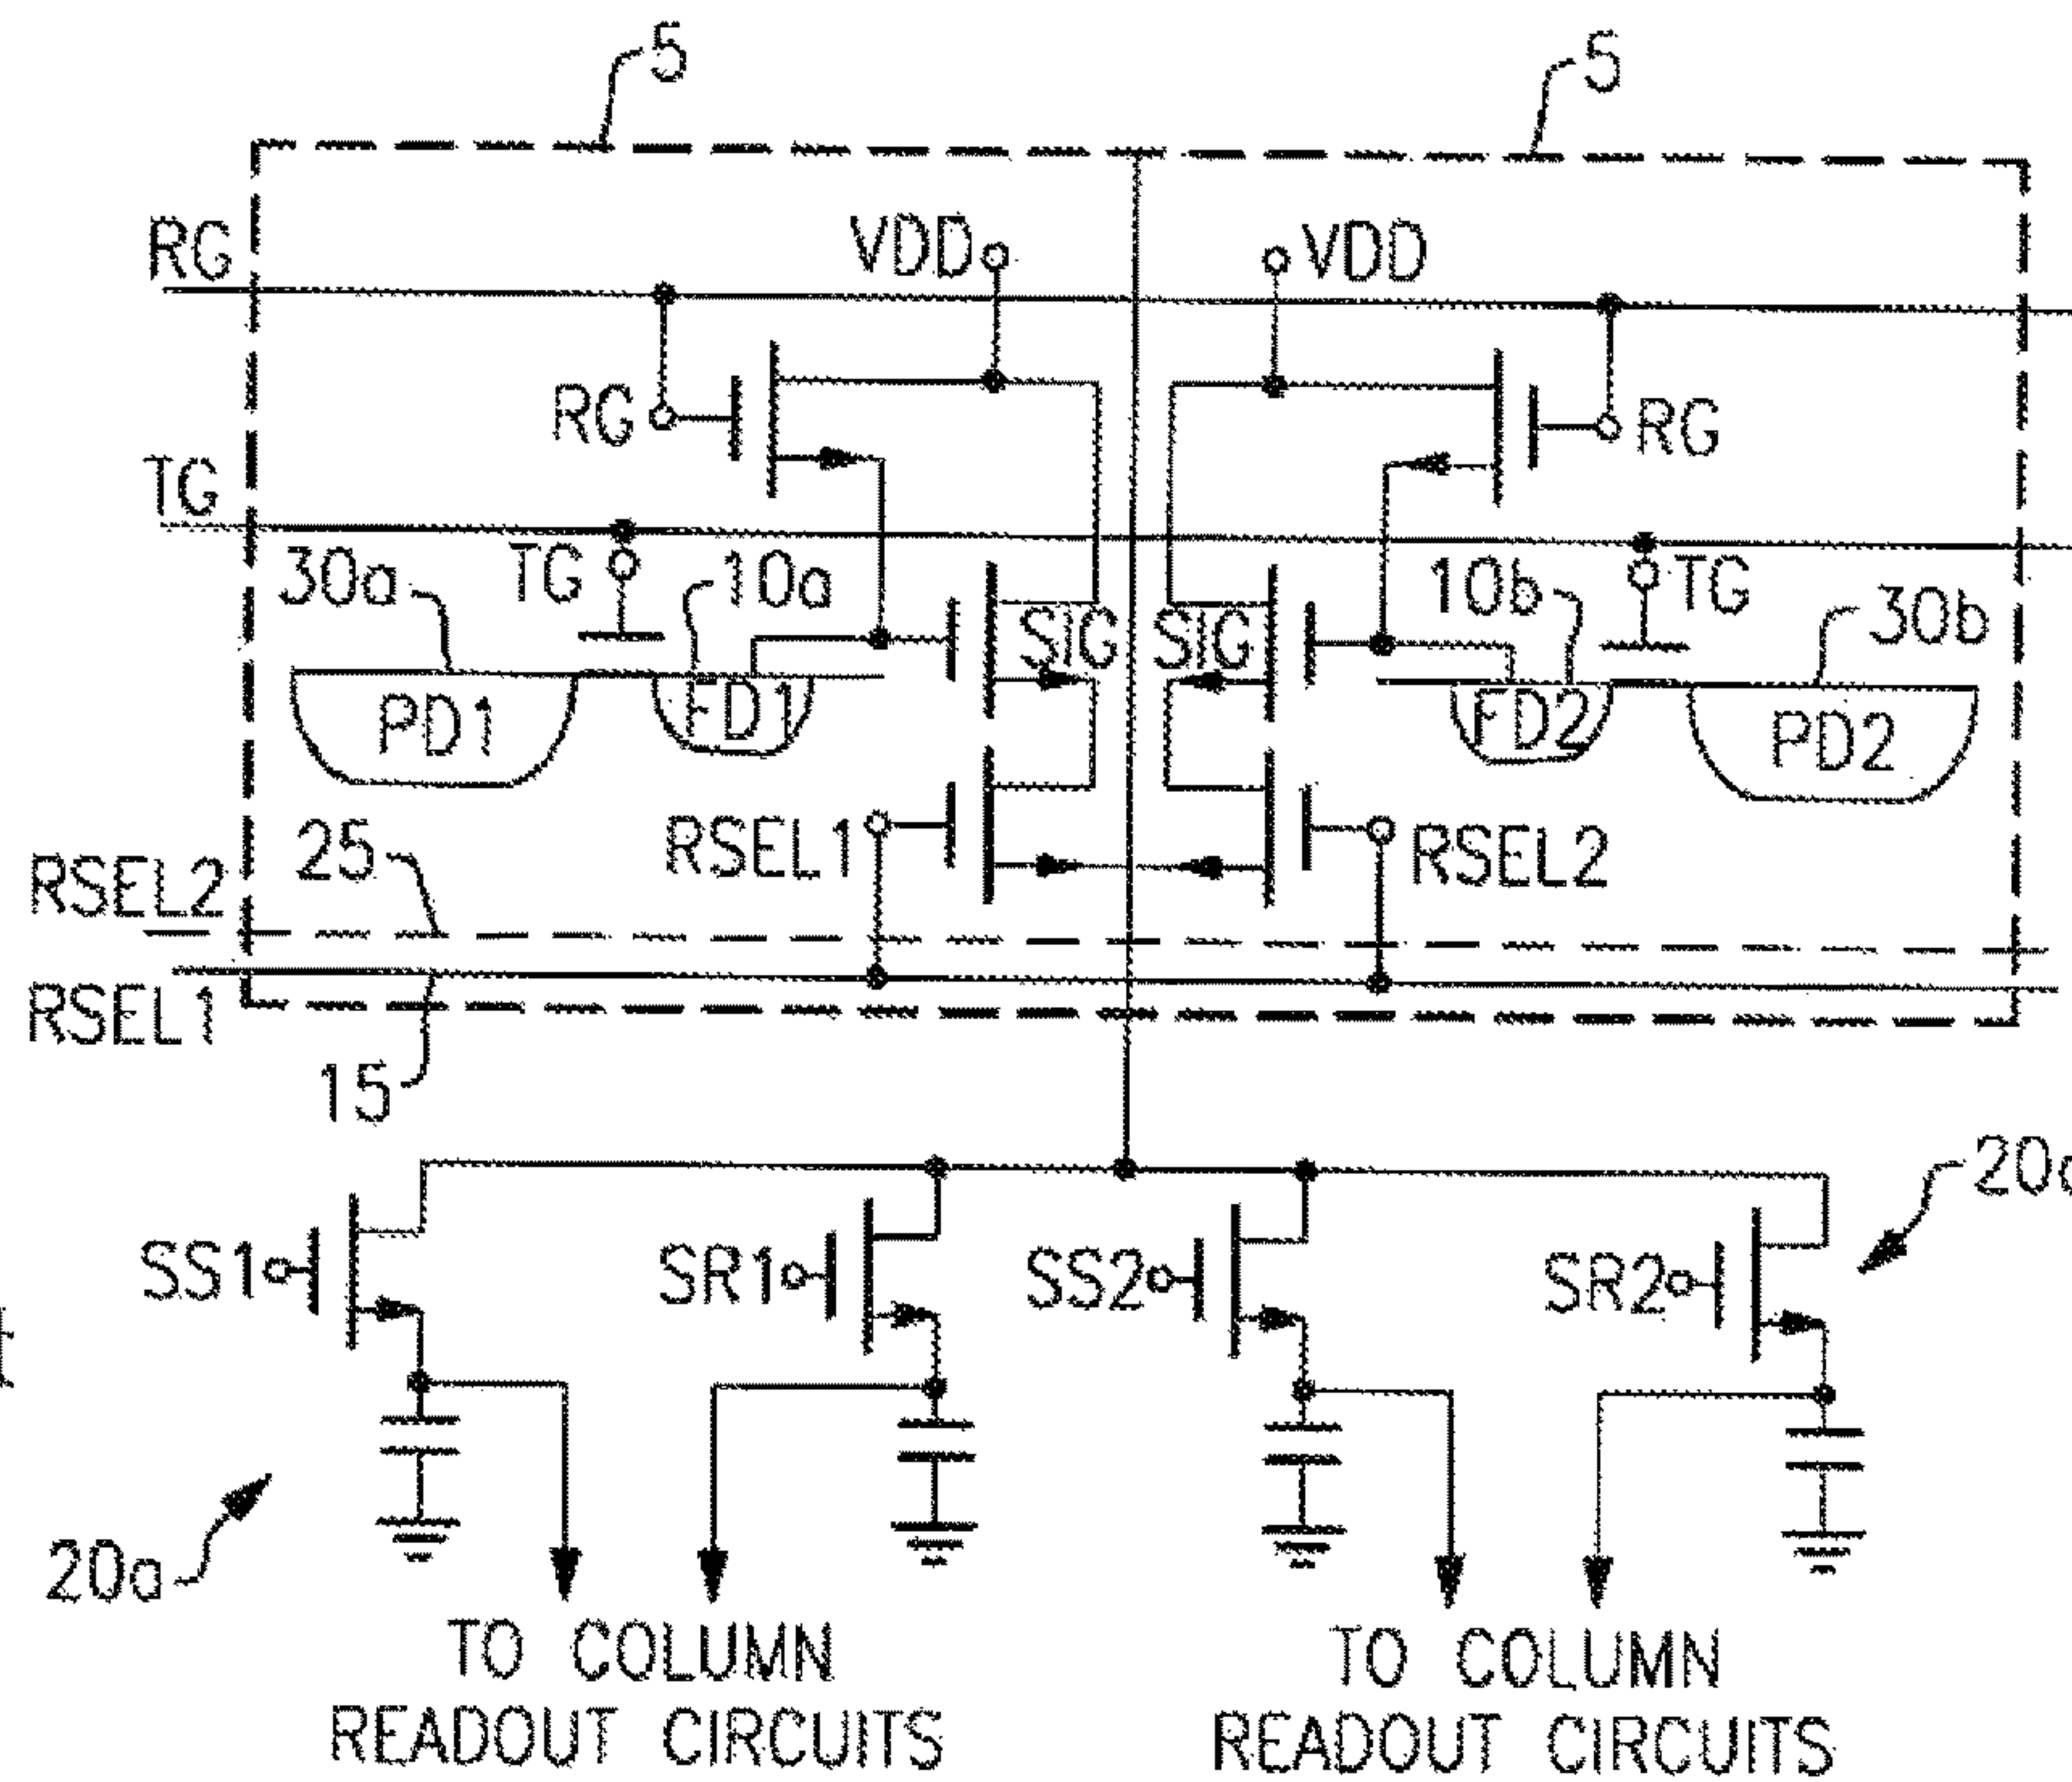 5
5
RG
VDD
VDD
RG
RG
TG
30a
TG
10a
SIG
SIG
10b
TG
30b
PD1
FD1
FD2
PD2
25
RSEL1
RSEL2
RSEL2
RSEL1
15
SS1
SR1
SS2
SR2
20a
TO COLUMN
READOUT CIRCUITS
TO COLUMN
READOUT CIRCUITS